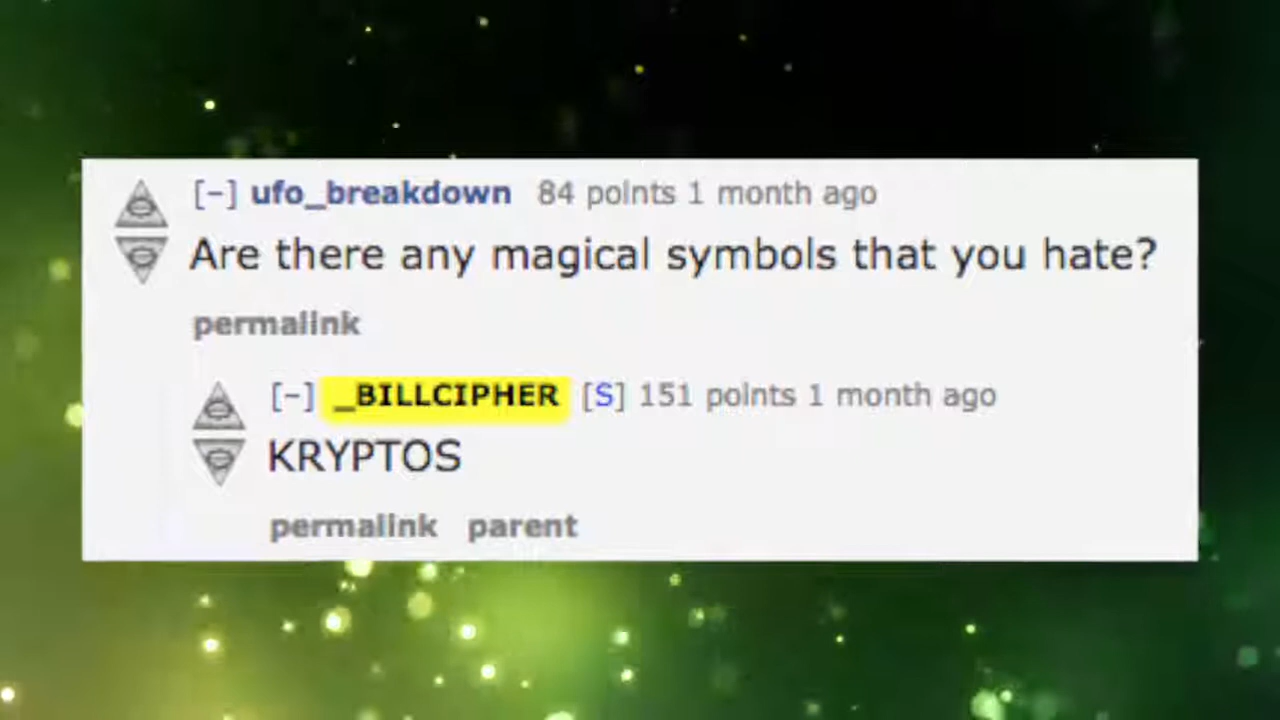 [–] ufo_breakdown 84 points 1 month ago
Are there any magical symbols that you hate?
permalink
[–] _BILLCIPHER [S] 151 points 1 month ago
KRYPTOS
permalink parent